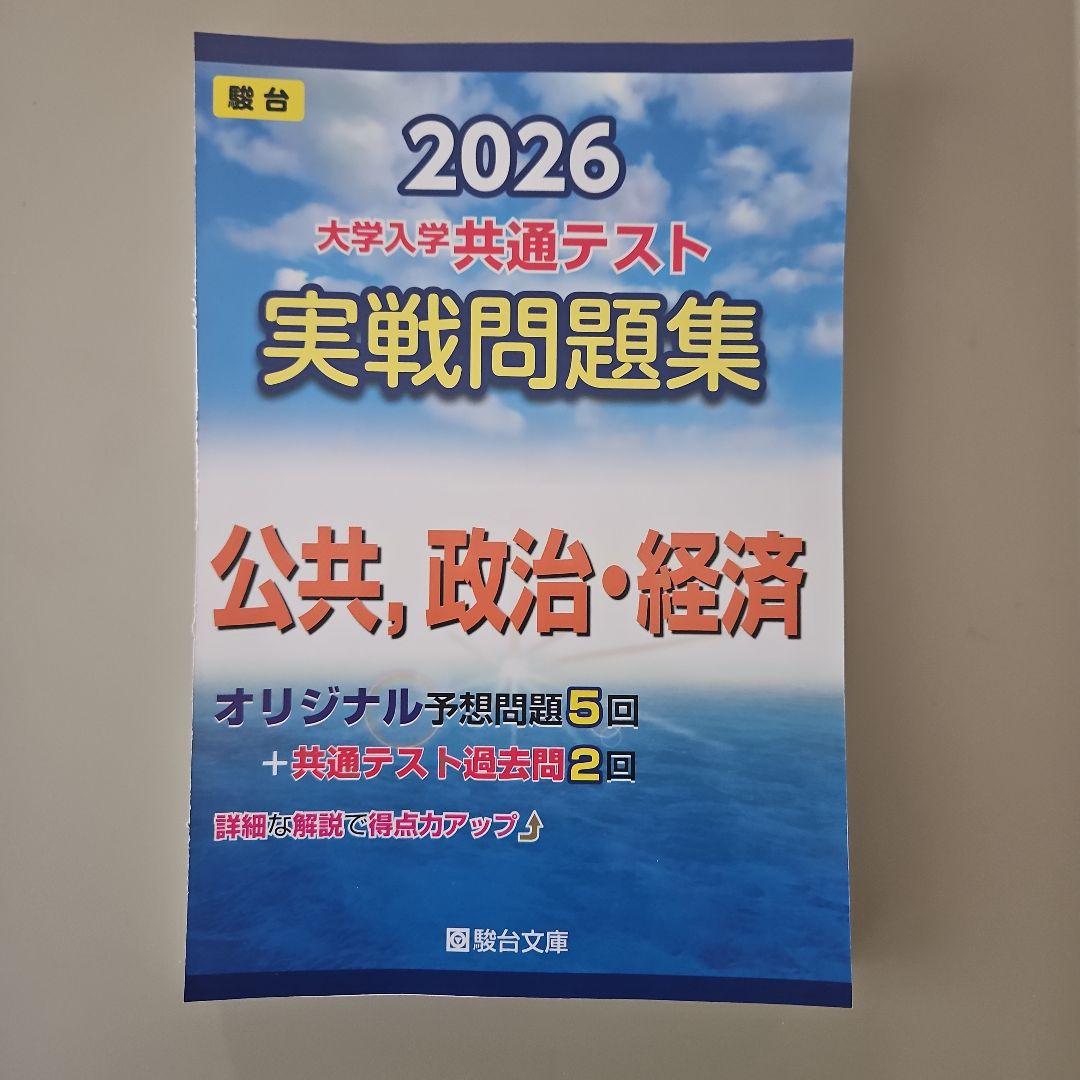 駿台
2026
大学入学共通テスト
実戦問題集
公共,政治・経済
オリジナル予想問題5回
+共通テスト過去問2回
詳細な解説で得点力アップ
駿台文庫